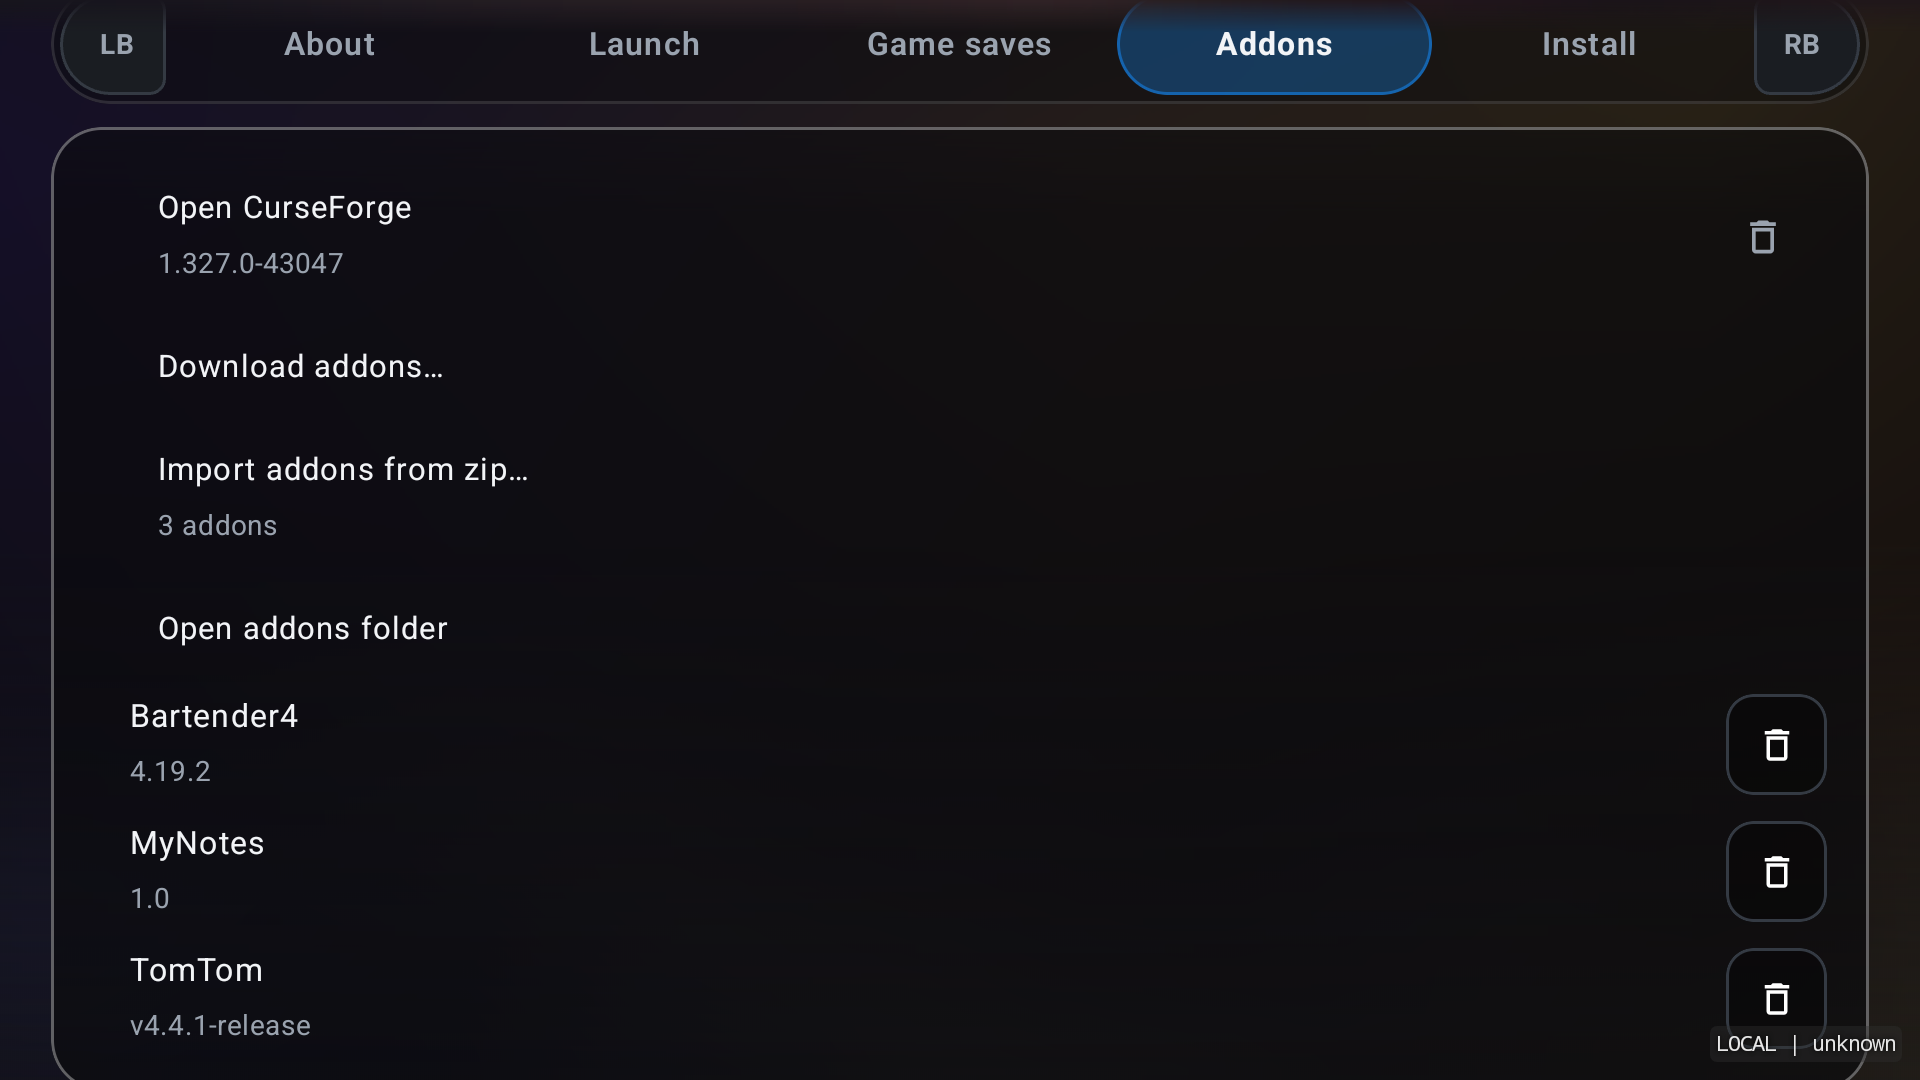 LB
About
Launch
Game saves
Addons
Install
RB
Open CurseForge
1.327.0-43047
Download addons…
Import addons from zip…
3 addons
Open addons folder
Bartender4
4.19.2
MyNotes
1.0
TomTom
v4.4.1-release
LOCAL | unknown